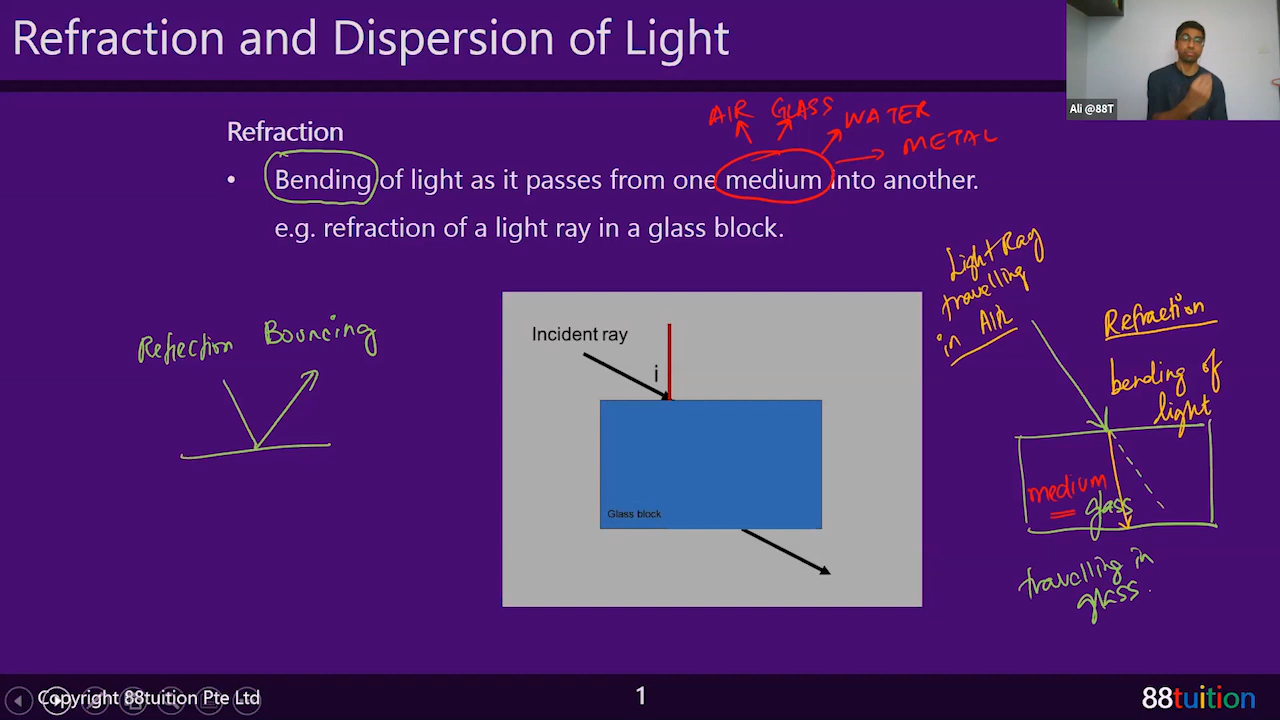 Refraction and Dispersion of Light
Ali @88T
AIR GLASS WATER
METAL
Refraction
• Bending of light as it passes from one medium into another.
e.g. refraction of a light ray in a glass block.
Light Ray
travelling
in Air
Refraction
bending of
light
Reflection Bouncing
Incident ray
i
Glass block
medium
glass
travelling in
glass.
Copyright 88tuition Pte Ltd
1
88tuition